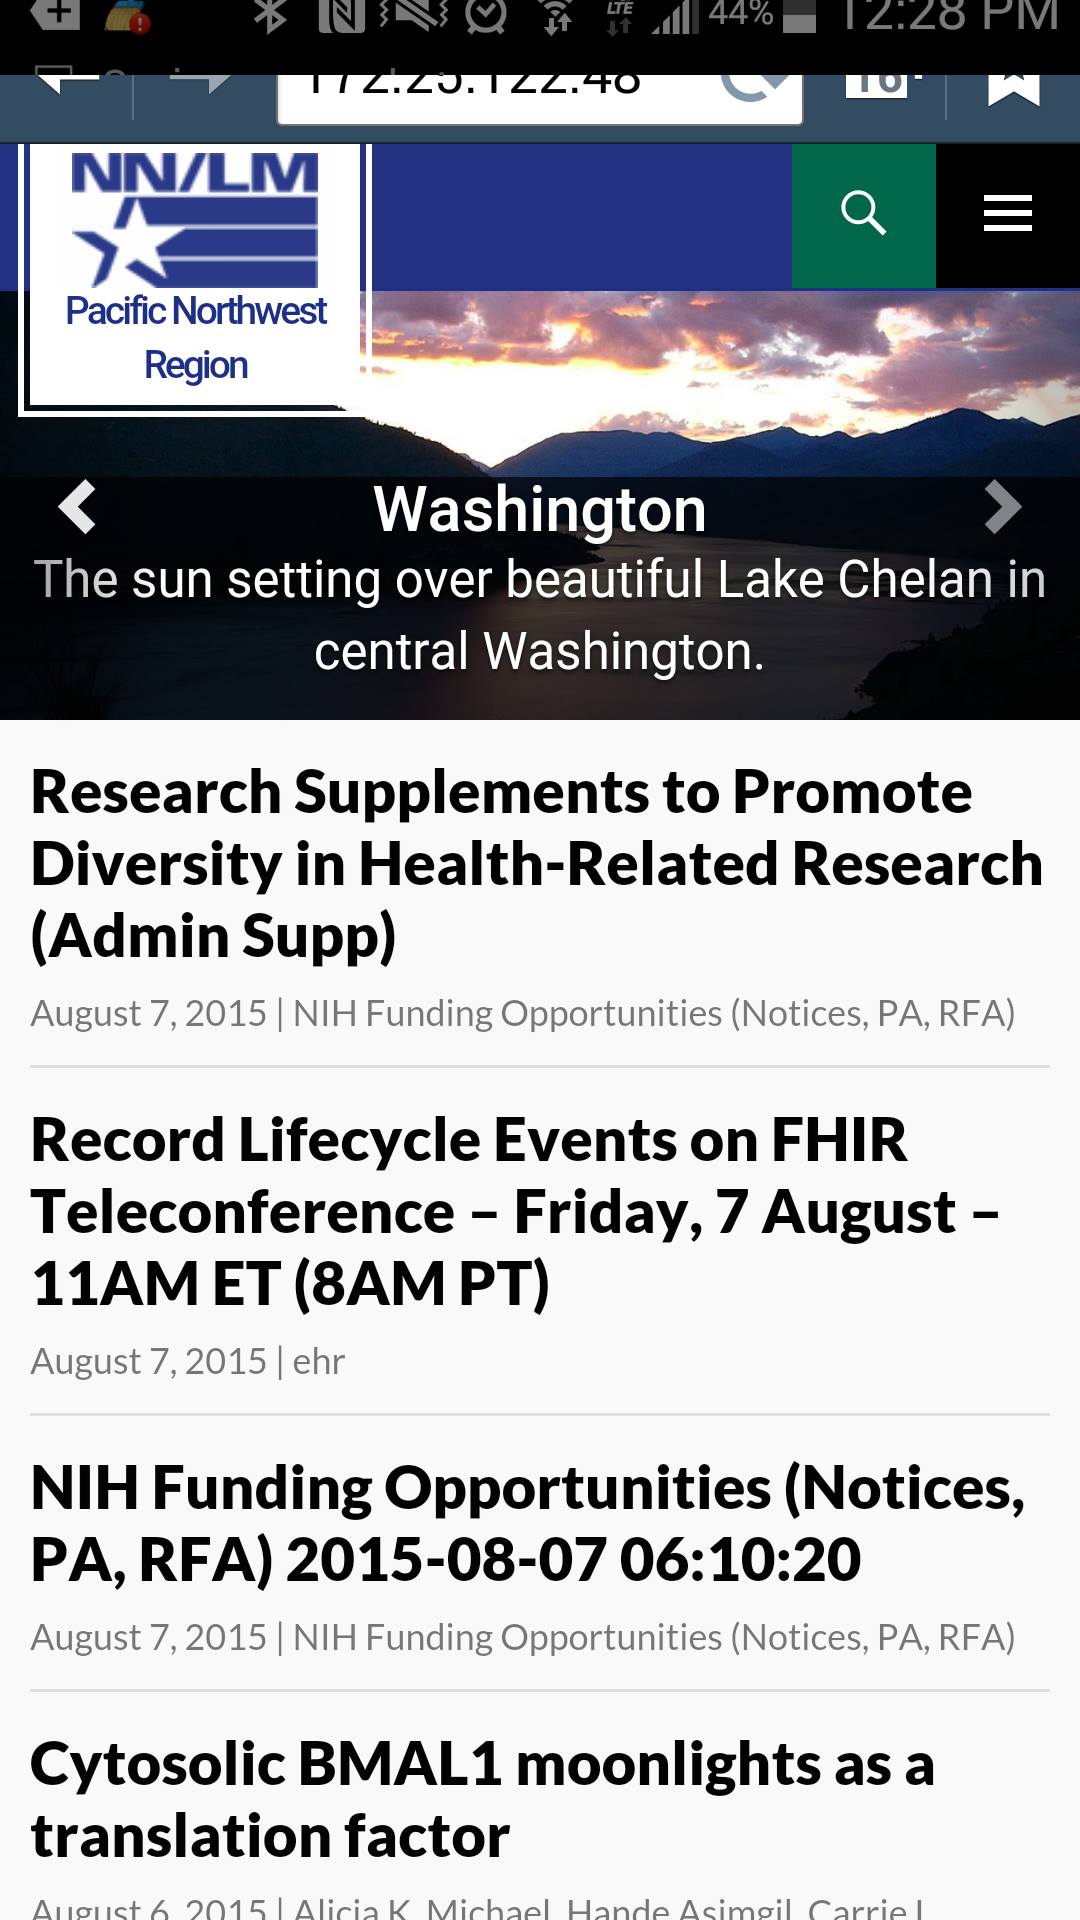 LTE 44% 12:28 PM
172.25.122.48
16+
NN/LM
Pacific Northwest
Region
Washington
The sun setting over beautiful Lake Chelan in
central Washington.
Research Supplements to Promote
Diversity in Health-Related Research
(Admin Supp)
August 7, 2015 | NIH Funding Opportunities (Notices, PA, RFA)
Record Lifecycle Events on FHIR
Teleconference – Friday, 7 August –
11AM ET (8AM PT)
August 7, 2015 | ehr
NIH Funding Opportunities (Notices,
PA, RFA) 2015-08-07 06:10:20
August 7, 2015 | NIH Funding Opportunities (Notices, PA, RFA)
Cytosolic BMAL1 moonlights as a
translation factor
August 6, 2015 | Alicia K. Michael, Hande Asimgil, Carrie L.